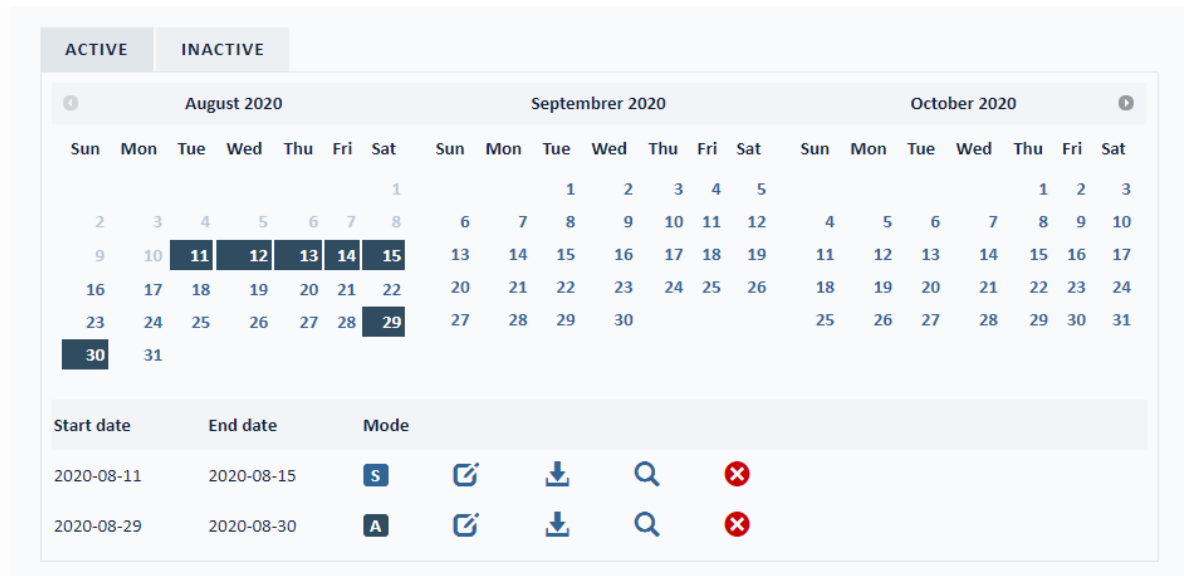 ACTIVE INACTIVE
August 2020 Septembrer 2020 October 2020
Sun Mon Tue Wed Thu Fri Sat Sun Mon Tue Wed Thu Fri Sat Sun Mon Tue Wed Thu Fri Sat
1 1 2 3 4 5 1 2 3
2 3 4 5 6 7 8 6 7 8 9 10 11 12 4 5 6 7 8 9 10
9 10 11 12 13 14 15 13 14 15 16 17 18 19 11 12 13 14 15 16 17
16 17 18 19 20 21 22 20 21 22 23 24 25 26 18 19 20 21 22 23 24
23 24 25 26 27 28 29 27 28 29 30 25 26 27 28 29 30 31
30 31
Start date End date Mode
2020-08-11 2020-08-15 S
2020-08-29 2020-08-30 A